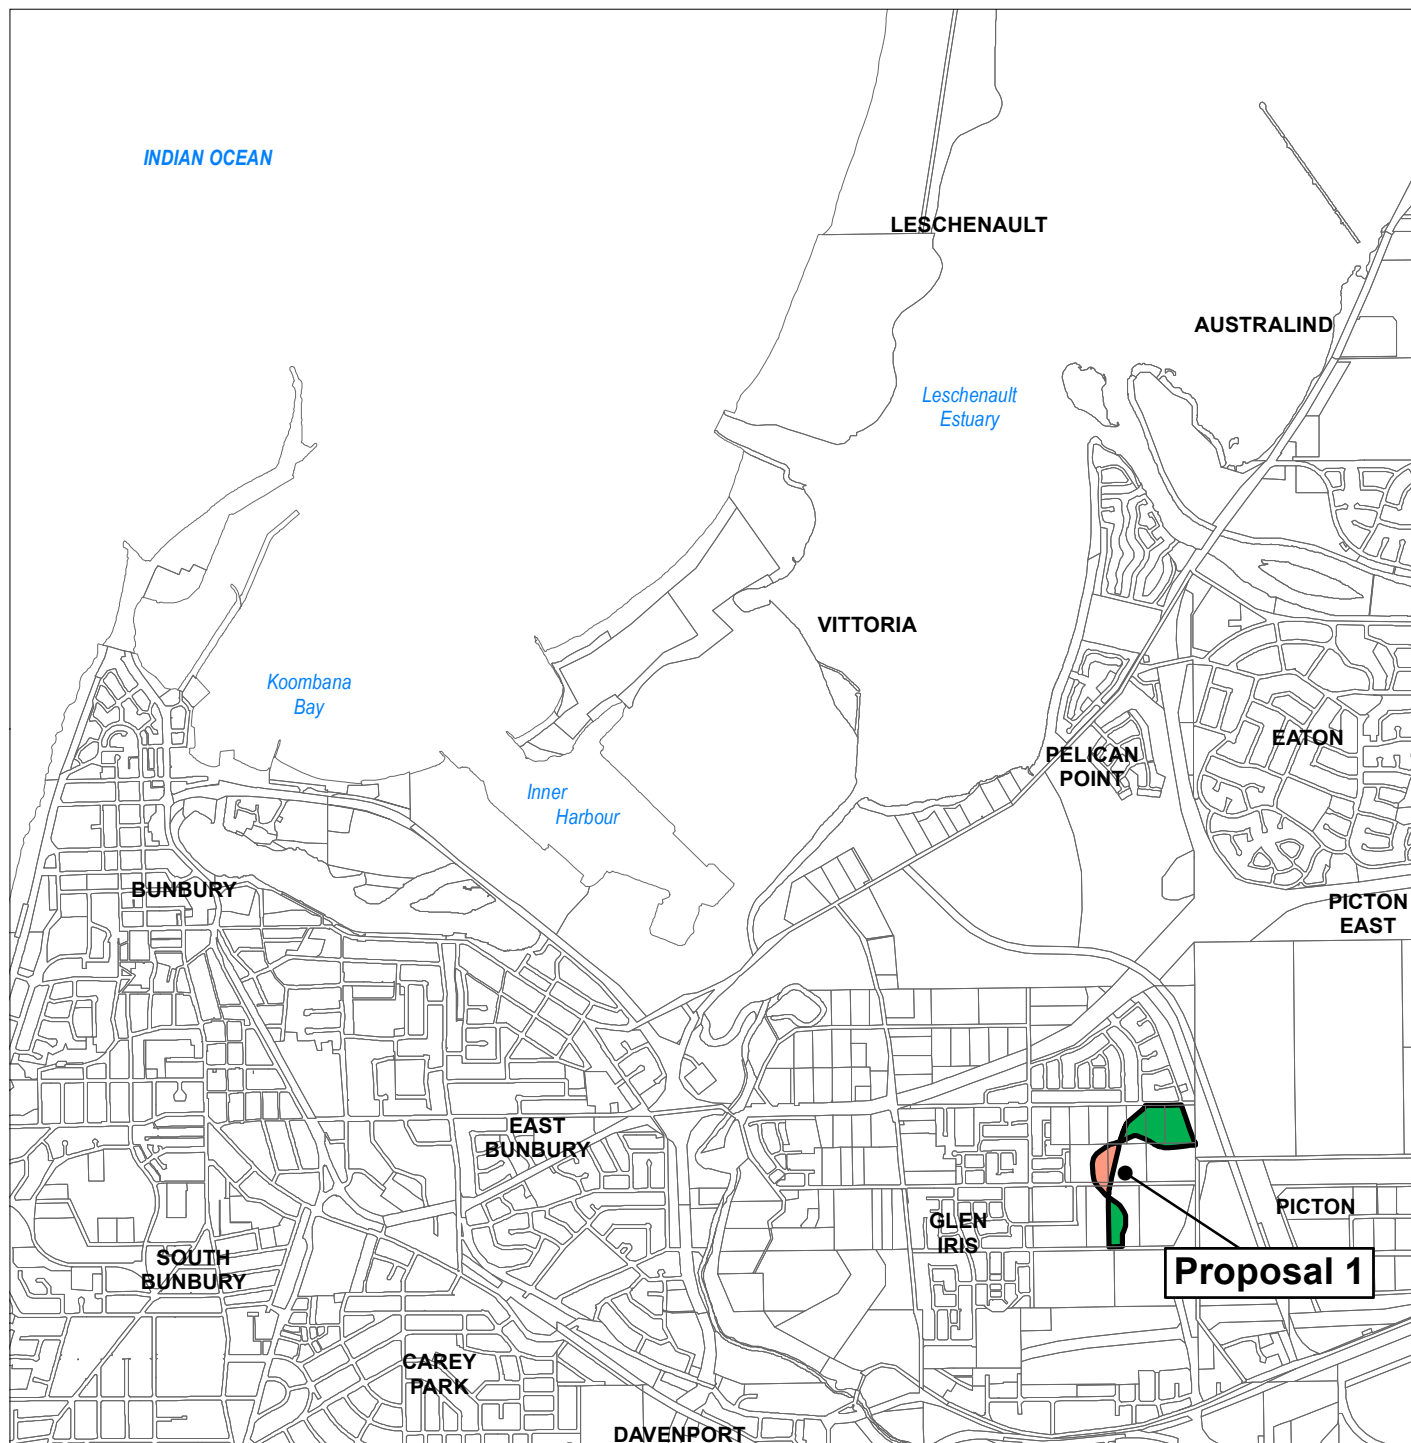 INDIAN OCEAN
LESCHENAULT
AUSTRALIND
Leschenault
Estuary
VITTORIA
Koombana
Bay
EATON
PELICAN
POINT
Inner
Harbour
BUNBURY
PICTON
EAST
EAST
BUNBURY
PICTON
GLEN
IRIS
SOUTH
BUNBURY
Proposal 1
CAREY
PARK
DAVENPORT